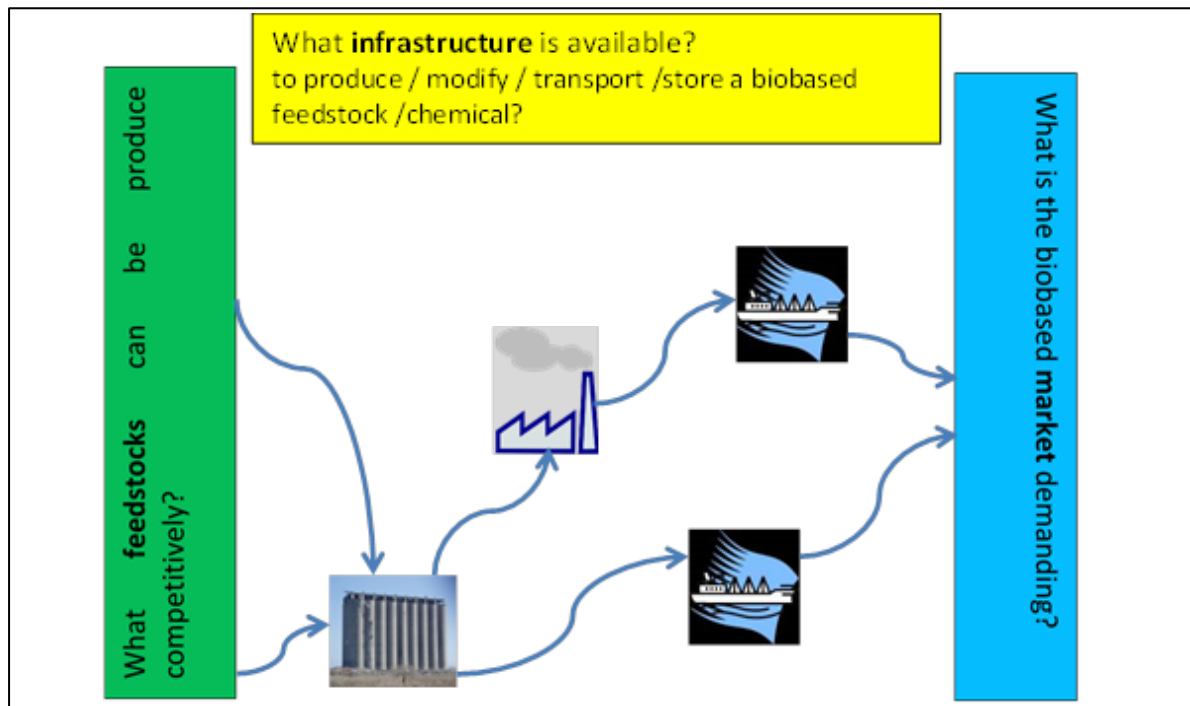 What infrastructure is available?
to produce / modify / transport /store a biobased
feedstock /chemical?
What feedstocks can be produce
competitively?
What is the biobased market demanding?